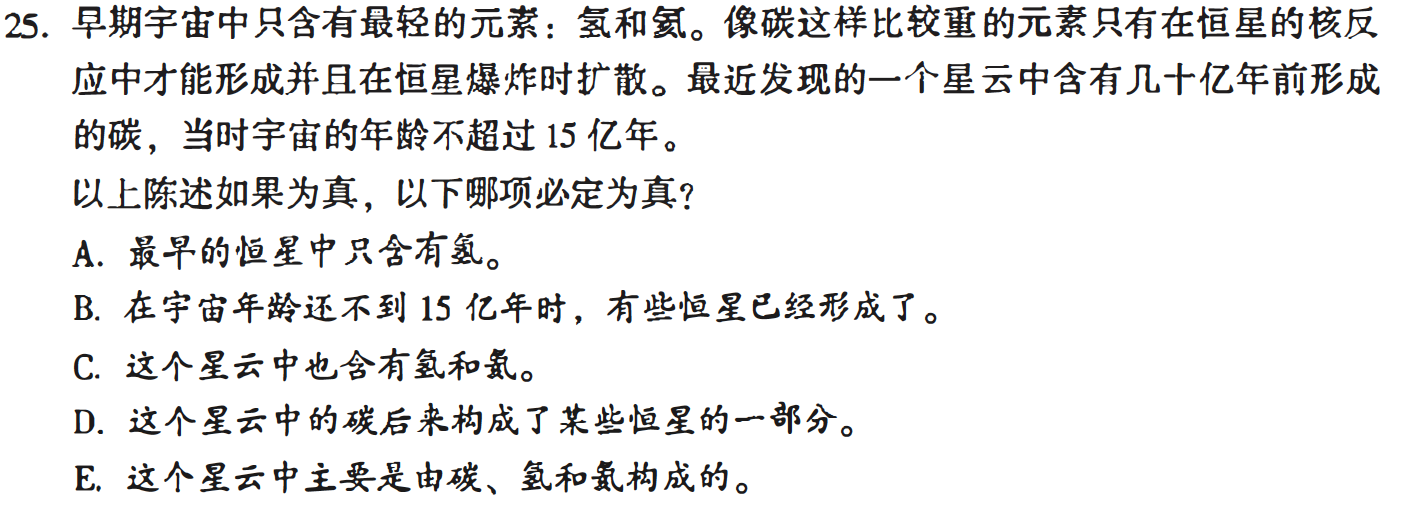 25. 早期宇宙中只含有最轻的元素：氢和氦。像碳这样比较重的元素只有在恒星的核反
应中才能形成并且在恒星爆炸时扩散。最近发现的一个星云中含有几十亿年前形成
的碳，当时宇宙的年龄不超过 15 亿年。
以上陈述如果为真，以下哪项必定为真？
A. 最早的恒星中只含有氢。
B. 在宇宙年龄还不到 15 亿年时，有些恒星已经形成了。
C. 这个星云中也含有氢和氦。
D. 这个星云中的碳后来构成了某些恒星的一部分。
E. 这个星云中主要是由碳、氢和氦构成的。